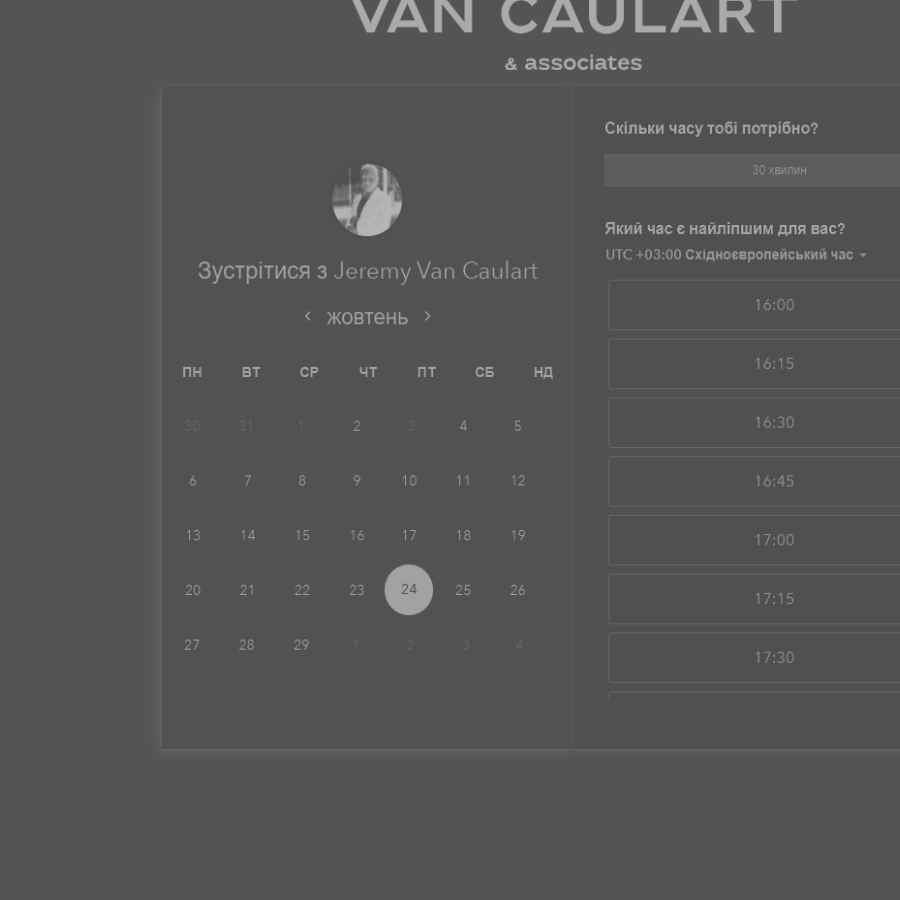 VAN CAULART
& associates
Зустрітися з Jeremy Van Caulart
жовтень
ПН ВТ СР ЧТ ПТ СБ НД
30 31 1 2 3 4 5
6 7 8 9 10 11 12
13 14 15 16 17 18 19
20 21 22 23 24 25 26
27 28 29 1 2 3 4
Скільки часу тобі потрібно?
30 хвилин
Який час є найліпшим для вас?
UTC +03:00 Східноєвропейський час
16:00
16:15
16:30
16:45
17:00
17:15
17:30